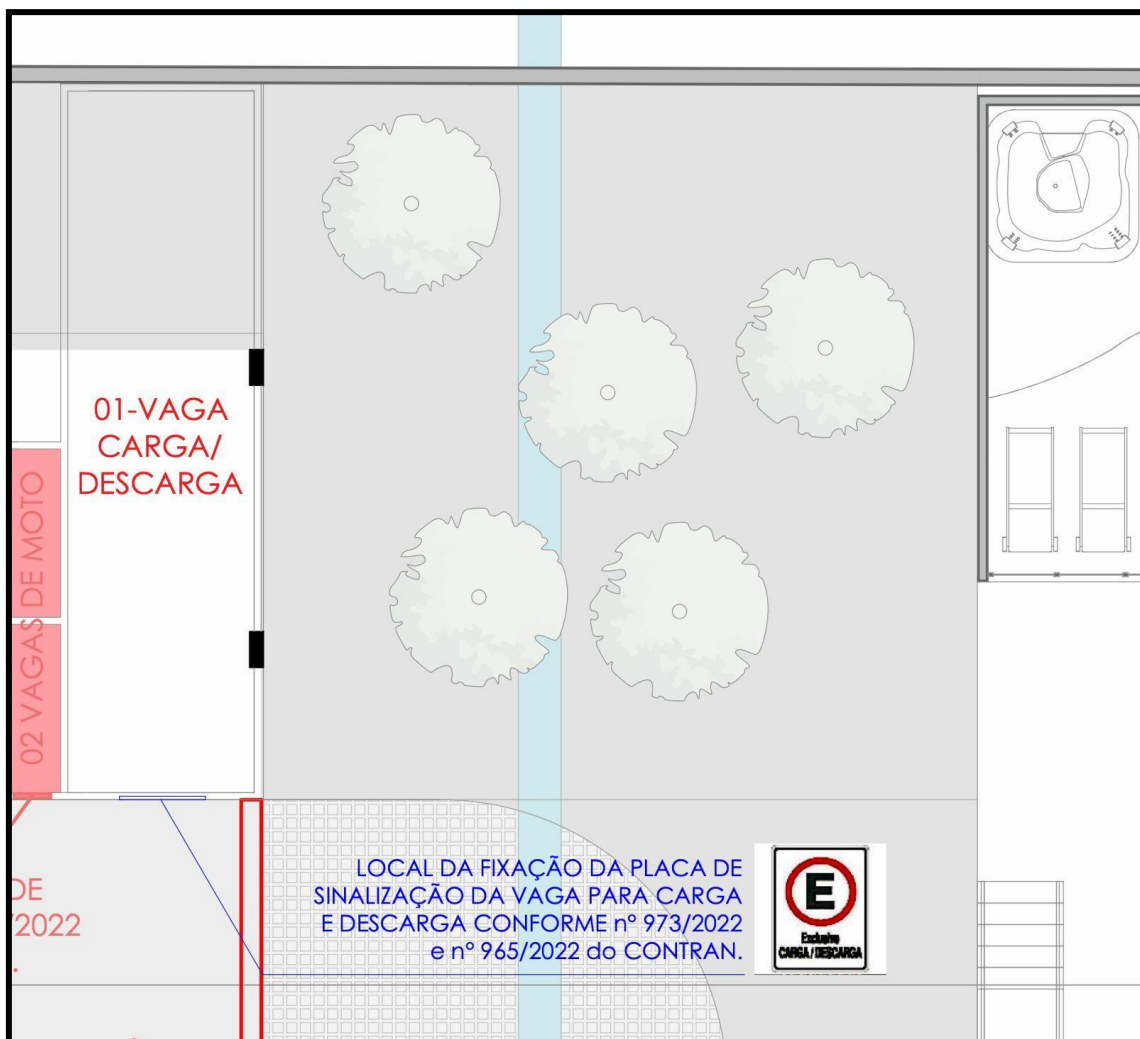 01-VAGA
CARGA/
DESCARGA
02 VAGAS DE MOTO
DE
/2022
.
LOCAL DA FIXAÇÃO DA PLACA DE
SINALIZAÇÃO DA VAGA PARA CARGA
E DESCARGA CONFORME nº 973/2022
e nº 965/2022 do CONTRAN.
E
Exclusivo
CARGA / DESCARGA